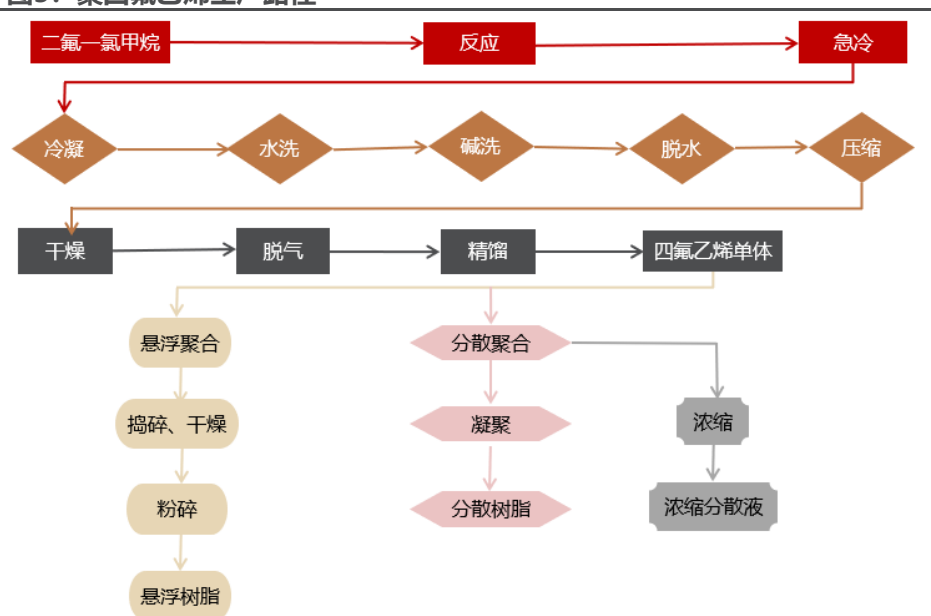 二氟一氯甲烷
反应
急冷
冷凝
水洗
碱洗
脱水
压缩
干燥
脱气
精馏
四氟乙烯单体
悬浮聚合
分散聚合
捣碎、干燥
凝聚
浓缩
粉碎
分散树脂
浓缩分散液
悬浮树脂